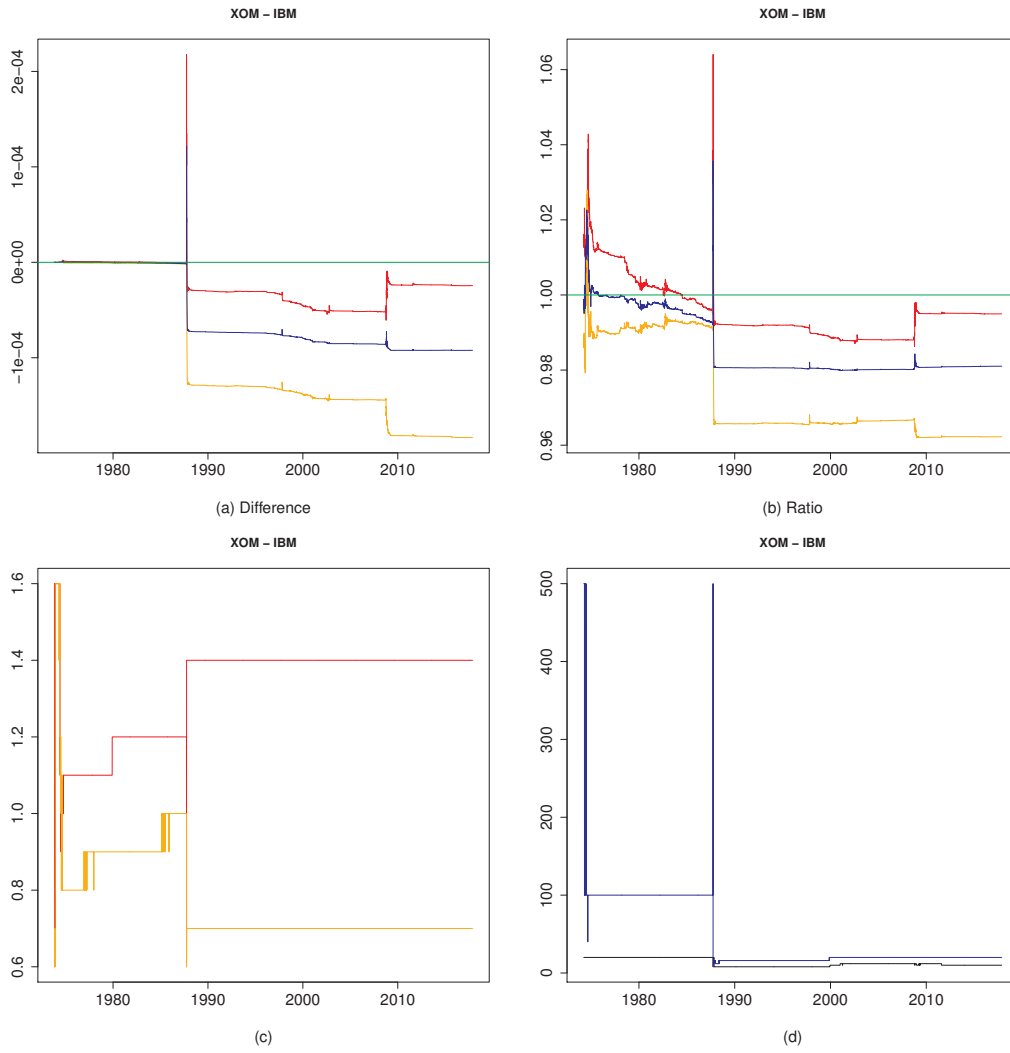 XOM – IBM
2e−04
1e−04
0e+00
−1e−04
1980 1990 2000 2010
(a) Difference
XOM – IBM
1.06
1.04
1.02
1.00
0.98
0.96
1980 1990 2000 2010
(b) Ratio
XOM – IBM
1.6
1.4
1.2
1.0
0.8
0.6
1980 1990 2000 2010
(c)
XOM – IBM
500
400
300
200
100
0
1980 1990 2000 2010
(d)